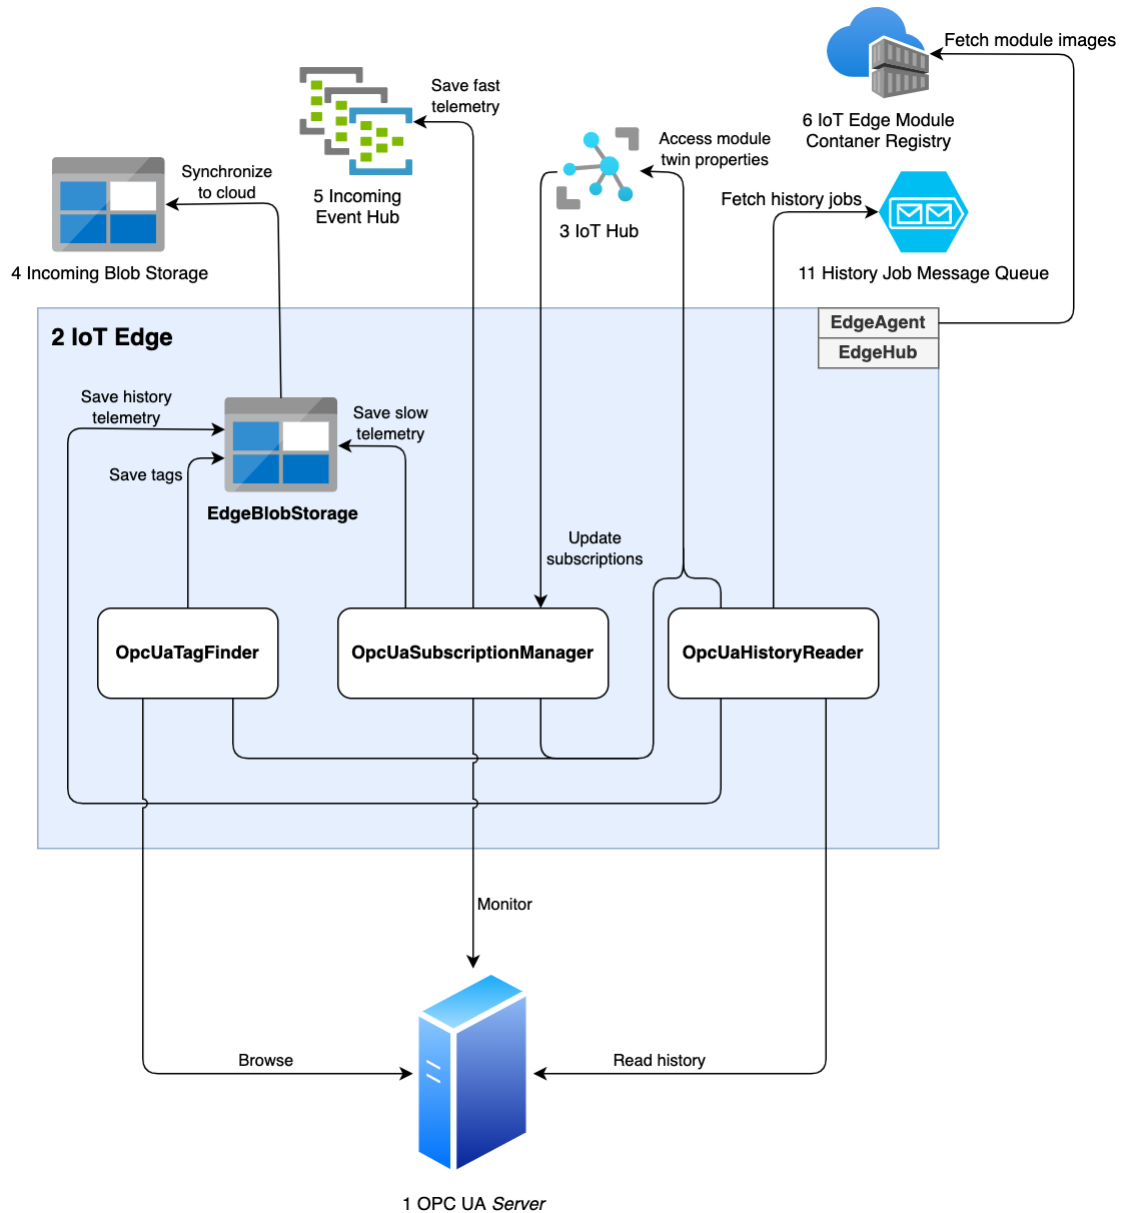 Fetch module images
6 IoT Edge Module
Contaner Registry
Save fast
telemetry
5 Incoming
Event Hub
Access module
twin properties
3 IoT Hub
Synchronize
to cloud
4 Incoming Blob Storage
Fetch history jobs
11 History Job Message Queue
2 IoT Edge
EdgeAgent
EdgeHub
Save history
telemetry
Save slow
telemetry
Save tags
EdgeBlobStorage
Update
subscriptions
OpcUaTagFinder
OpcUaSubscriptionManager
OpcUaHistoryReader
Monitor
Browse
Read history
1 OPC UA Server